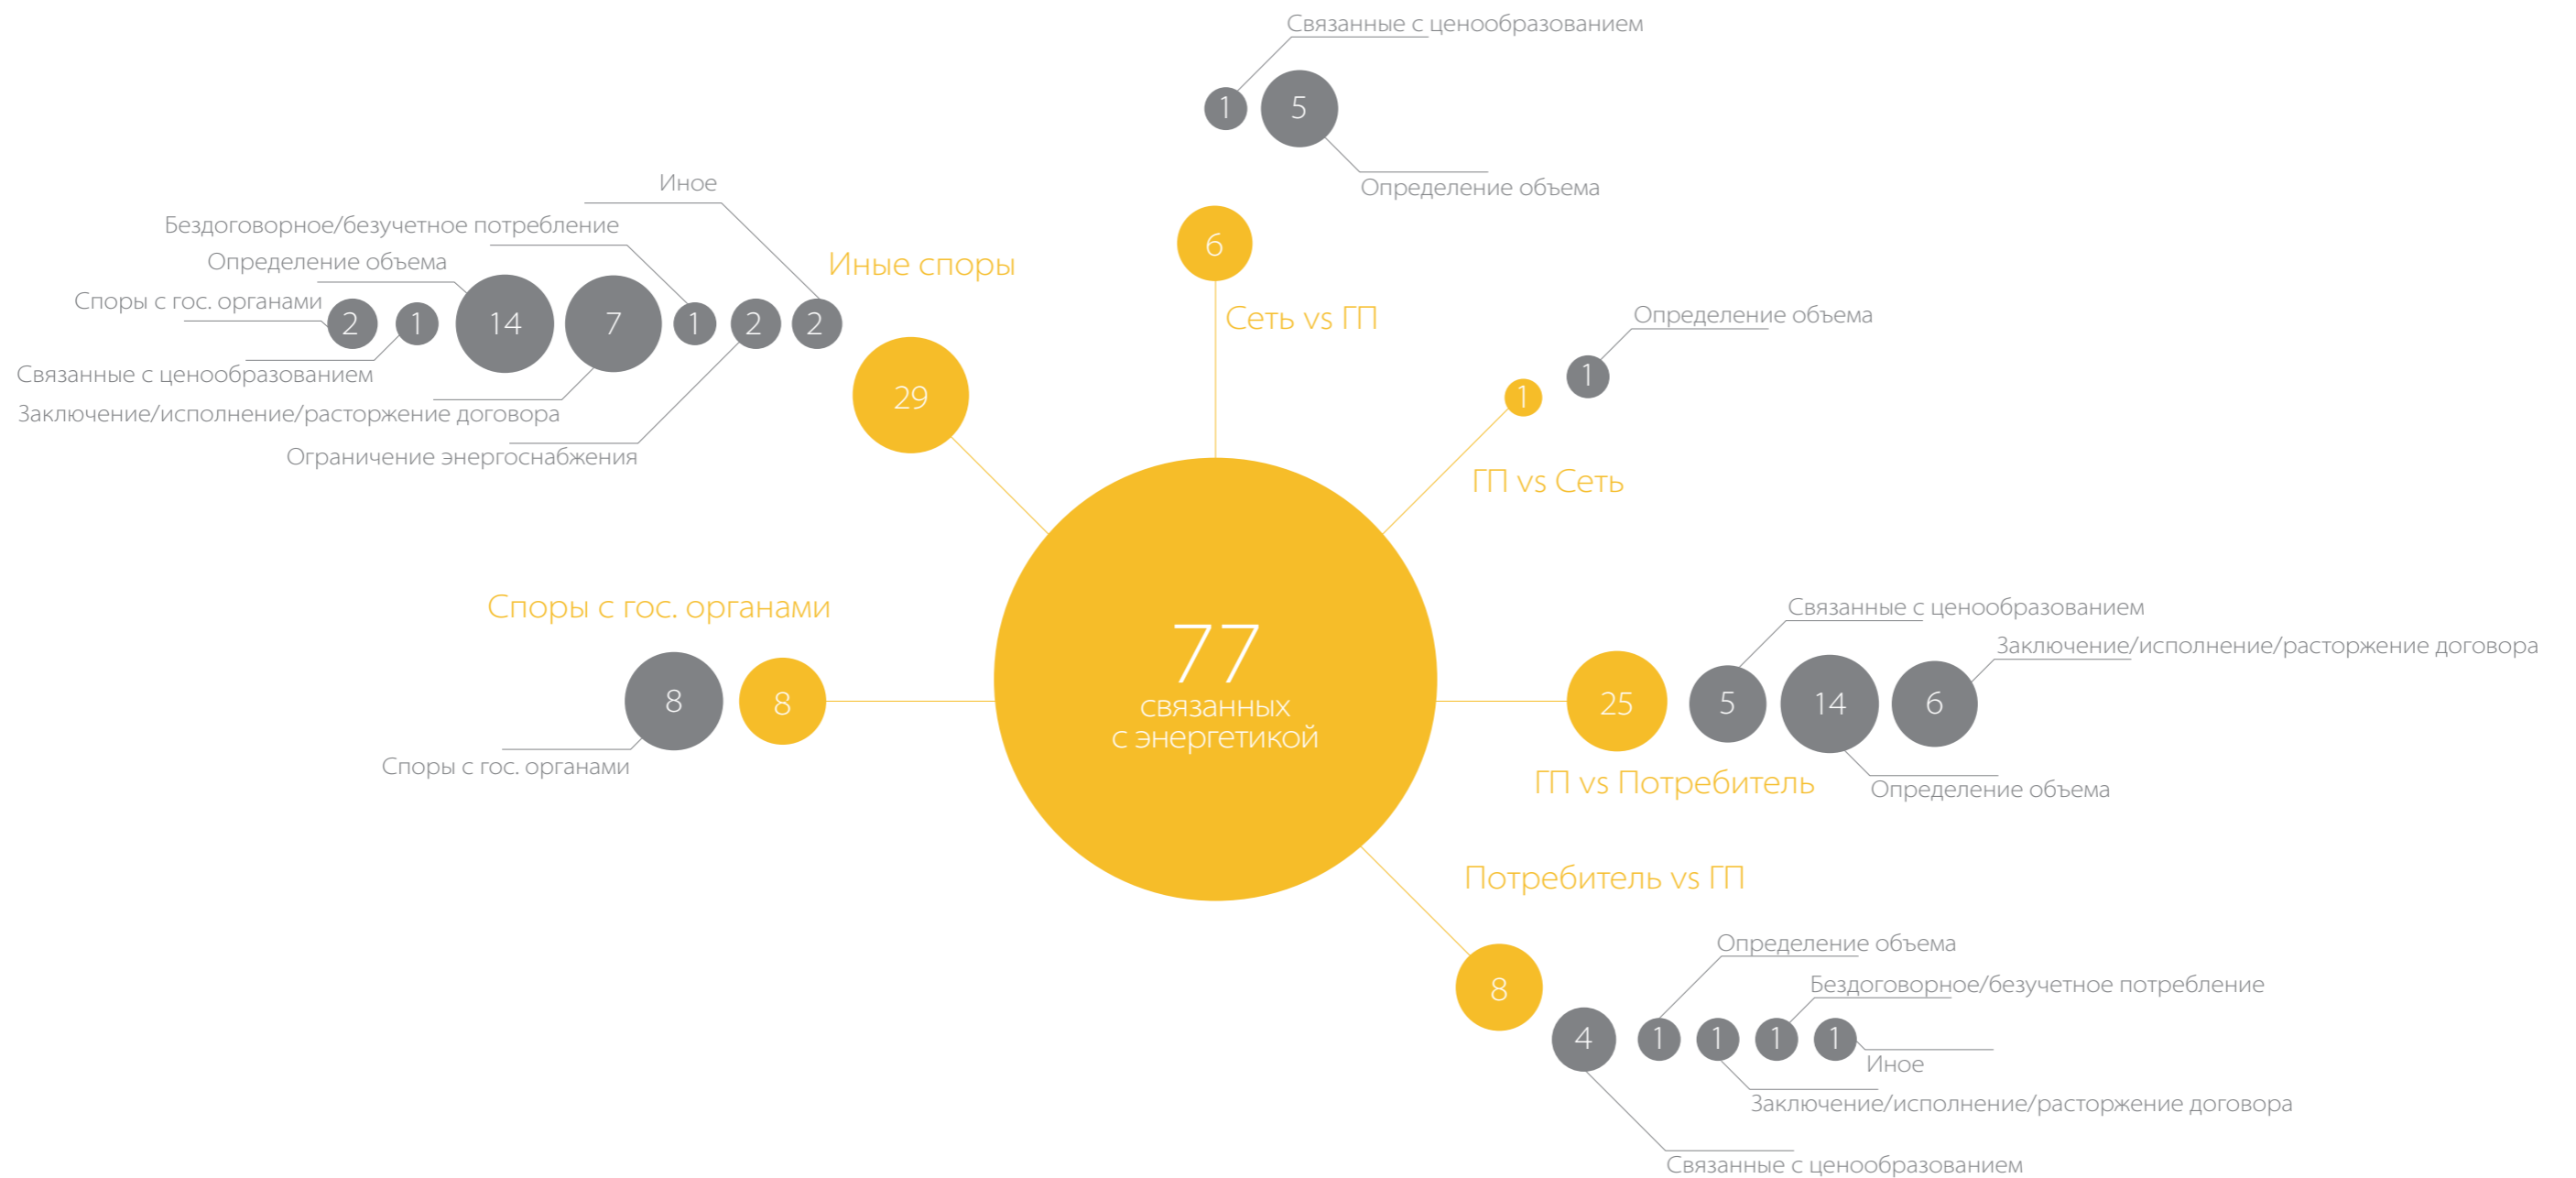 Связанные с ценообразованием
1
5
Определение объема
6
Сеть vs ГП
Иное
Бездоговорное/безучетное потребление
Определение объема
Споры с гос. органами
2
1
14
7
1
2
2
Связанные с ценообразованием
Заключение/исполнение/расторжение договора
Ограничение энергоснабжения
Иные споры
29
Определение объема
1
1
ГП vs Сеть
Споры с гос. органами
8
8
Споры с гос. органами
77
связанных
с энергетикой
Связанные с ценообразованием
Заключение/исполнение/расторжение договора
25
5
14
6
ГП vs Потребитель
Определение объема
Потребитель vs ГП
8
Определение объема
Бездоговорное/безучетное потребление
4
1
1
1
1
Иное
Заключение/исполнение/расторжение договора
Связанные с ценообразованием